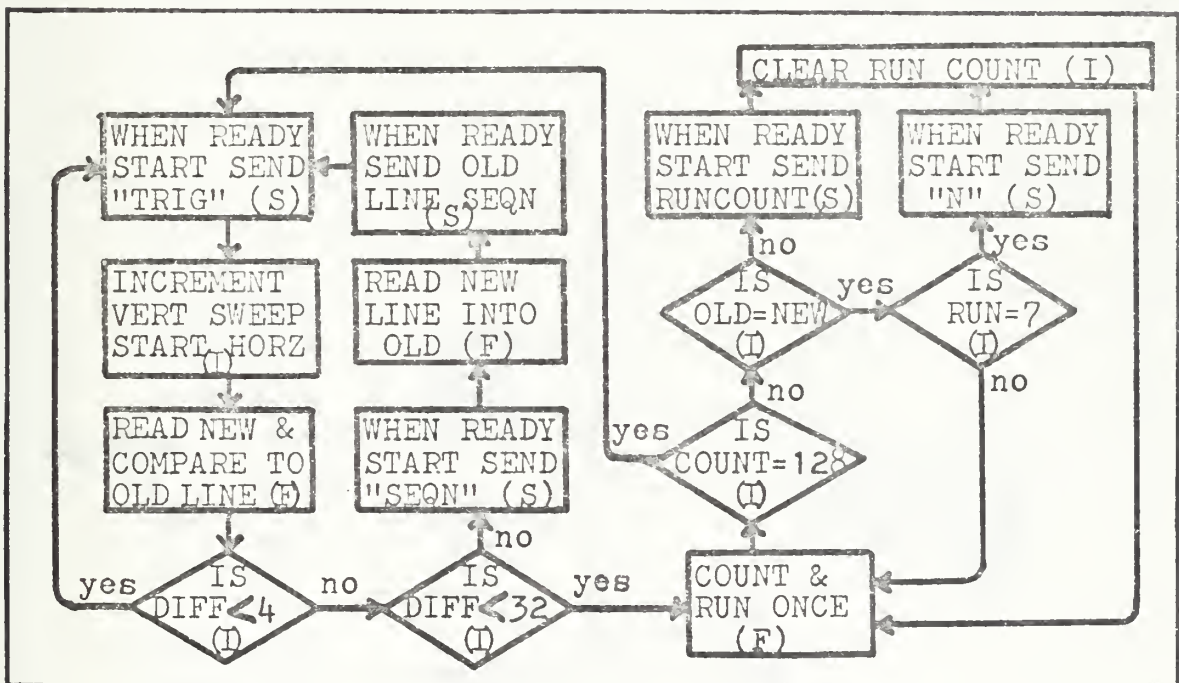 CLEAR RUN COUNT (I)
WHEN READY
START SEND
"TRIG" (S)
WHEN READY
SEND OLD
LINE SEQN
(S)
WHEN READY
START SEND
RUNCOUNT(S)
WHEN READY
START SEND
"N" (S)
no
yes
INCREMENT
VERT SWEEP
START HORZ
(I)
READ NEW
LINE INTO
OLD (F)
IS
OLD=NEW
(I)
yes
IS
RUN=7
(I)
no
no
READ NEW &
COMPARE TO
OLD LINE (F)
WHEN READY
START SEND
"SEQN" (S)
yes
IS
COUNT=128
(I)
no
yes
IS
DIFF<4
(I)
no
IS
DIFF<32
(I)
yes
COUNT &
RUN ONCE
(F)